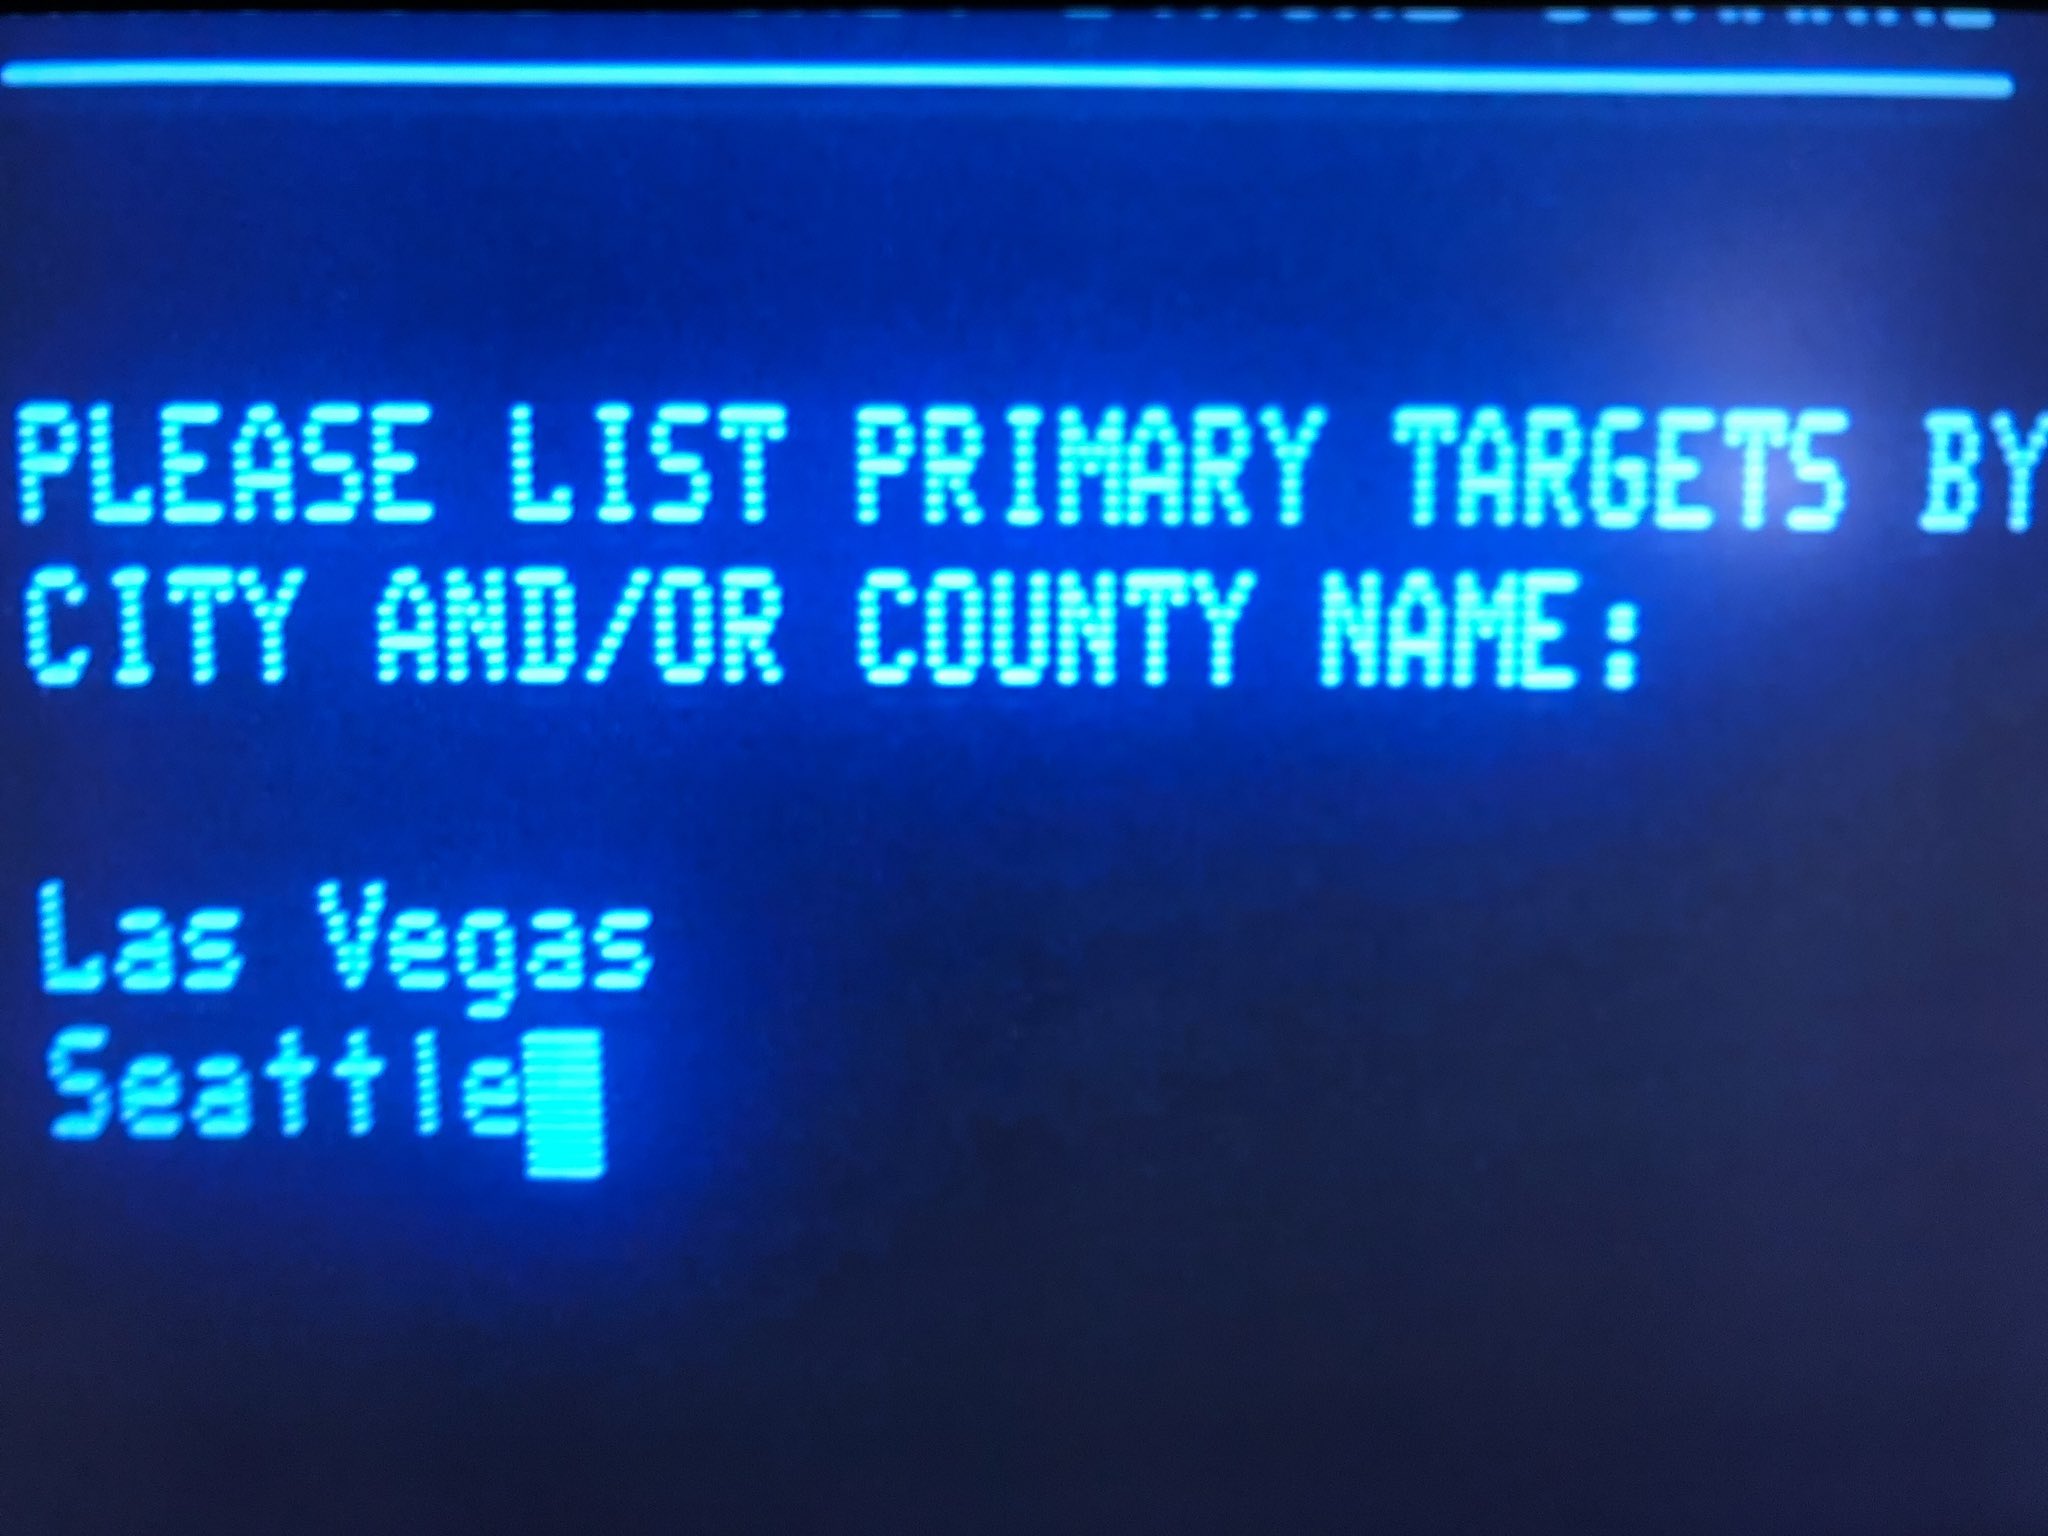 PLEASE LIST PRIMARY TARGETS BY
CITY AND/OR COUNTY NAME:
Las Vegas
Seattle